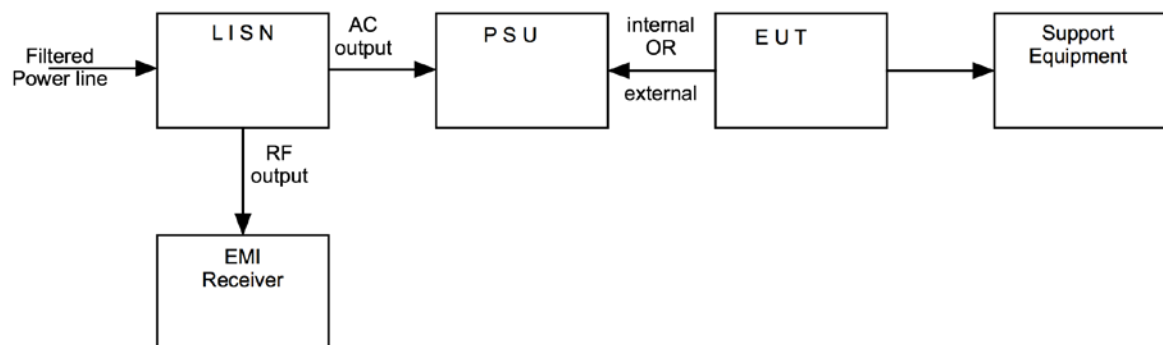 Filtered
Power line
L I S N
AC
output
P S U
internal
OR
external
E U T
Support
Equipment
RF
output
EMI
Receiver